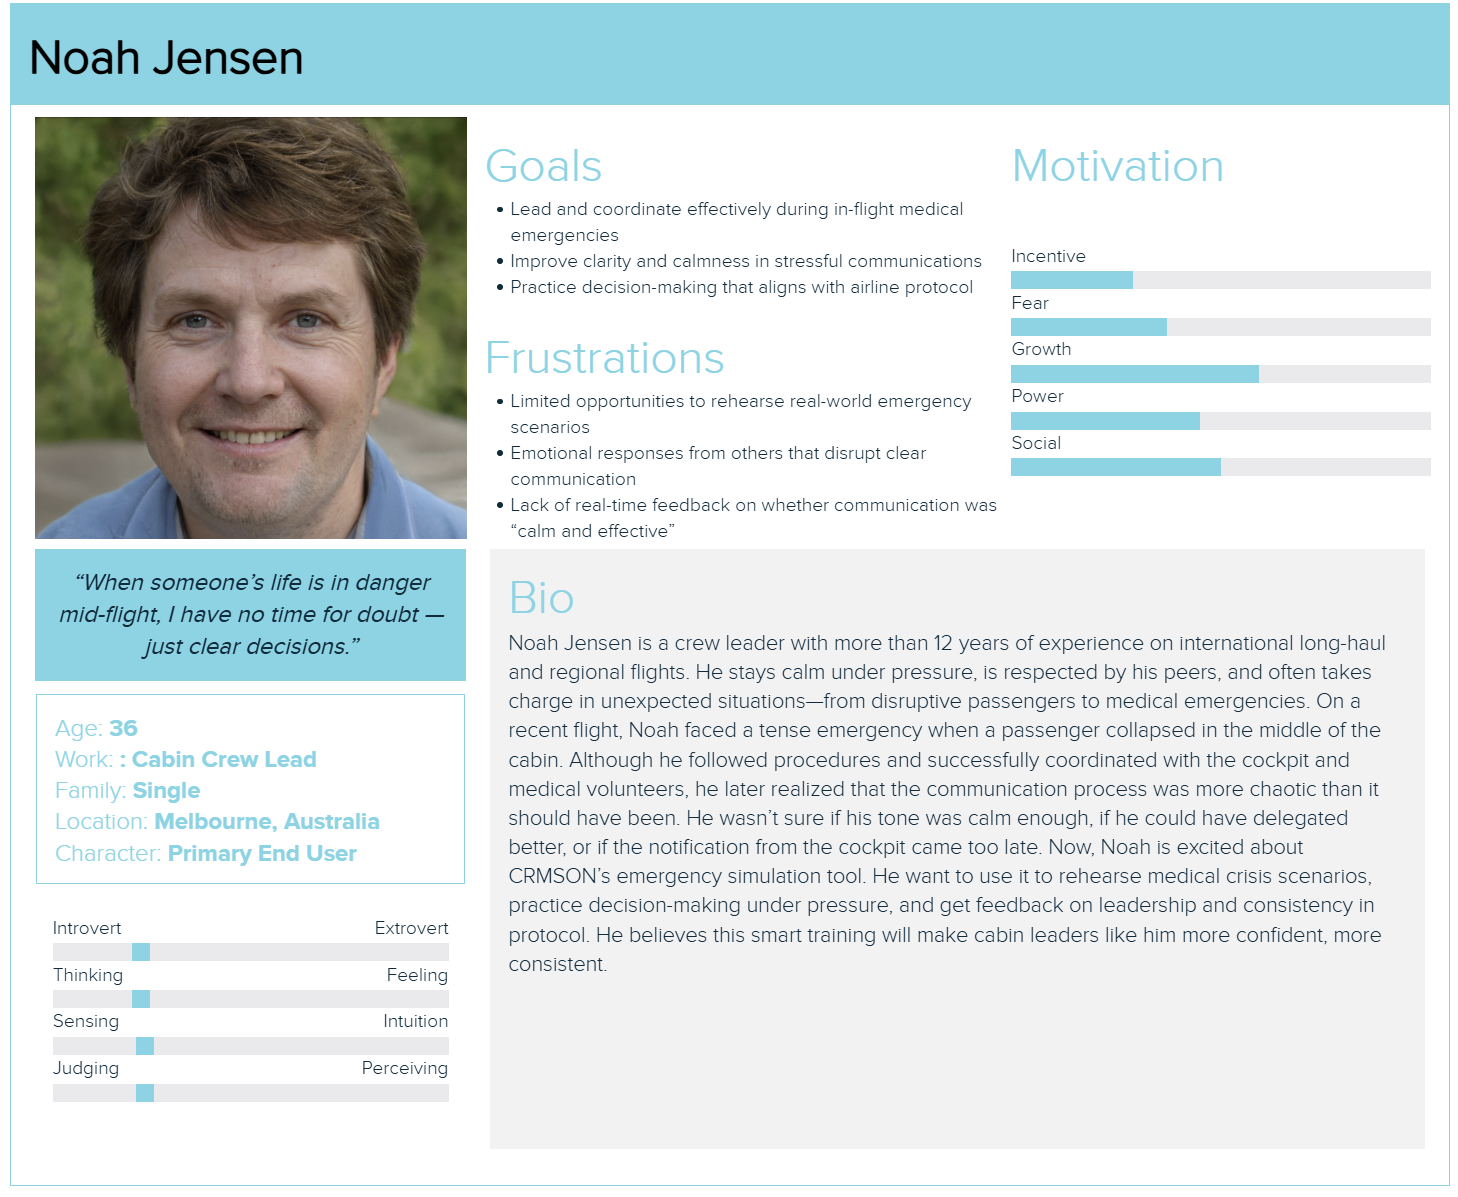 Noah Jensen
Goals
• Lead and coordinate effectively during in-flight medical
emergencies
• Improve clarity and calmness in stressful communications
• Practice decision-making that aligns with airline protocol
Frustrations
• Limited opportunities to rehearse real-world emergency
scenarios
• Emotional responses from others that disrupt clear
communication
• Lack of real-time feedback on whether communication was
“calm and effective”
Motivation
Incentive
Fear
Growth
Power
Social
“When someone’s life is in danger
mid-flight, I have no time for doubt —
just clear decisions.”
Age: 36
Work: : Cabin Crew Lead
Family: Single
Location: Melbourne, Australia
Character: Primary End User
Introvert Extrovert
Thinking Feeling
Sensing Intuition
Judging Perceiving
Bio
Noah Jensen is a crew leader with more than 12 years of experience on international long-haul
and regional flights. He stays calm under pressure, is respected by his peers, and often takes
charge in unexpected situations—from disruptive passengers to medical emergencies. On a
recent flight, Noah faced a tense emergency when a passenger collapsed in the middle of the
cabin. Although he followed procedures and successfully coordinated with the cockpit and
medical volunteers, he later realized that the communication process was more chaotic than it
should have been. He wasn’t sure if his tone was calm enough, if he could have delegated
better, or if the notification from the cockpit came too late. Now, Noah is excited about
CRMSON’s emergency simulation tool. He want to use it to rehearse medical crisis scenarios,
practice decision-making under pressure, and get feedback on leadership and consistency in
protocol. He believes this smart training will make cabin leaders like him more confident, more
consistent.